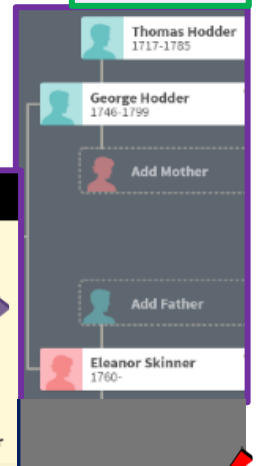 Thomas Hodder
1717-1785
George Hodder
1746-1799
Add Mother
Add Father
Eleanor Skinner
1760-
r